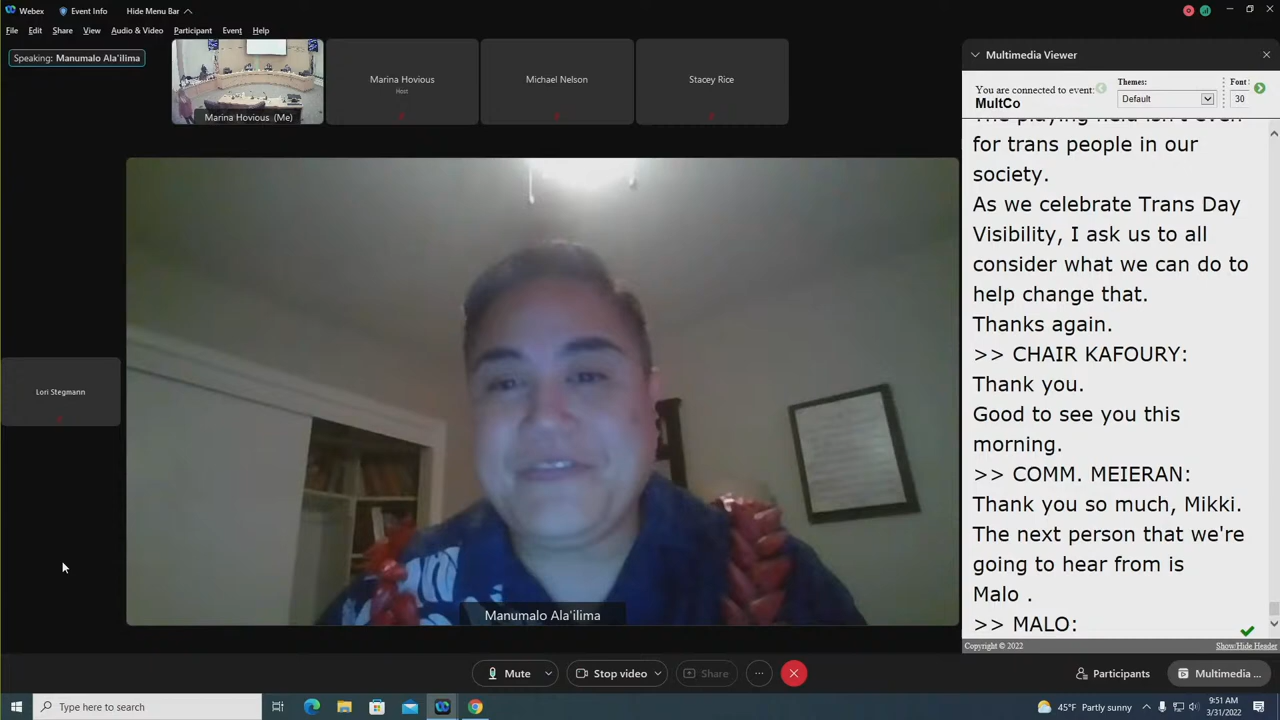 Webex
Event Info
Hide Menu Bar
File
Edit
Share
View
Audio & Video
Participant
Event
Help
Speaking: Manumalo Ala'ilima
Marina Hovious (Me)
Marina Hovious
Host
Michael Nelson
Stacey Rice
Lori Stegmann
Manumalo Ala'ilima
Multimedia Viewer
You are connected to event:
MultCo
Themes:
Default
Font
30
The playing field isn't even
for trans people in our
society.
As we celebrate Trans Day
Visibility, I ask us to all
consider what we can do to
help change that.
Thanks again.
>> CHAIR KAFOURY:
Thank you.
Good to see you this
morning.
>> COMM. MEIERAN:
Thank you so much, Mikki.
The next person that we're
going to hear from is
Malo .
>> MALO:
Copyright © 2022
Show/Hide Header
Mute
Stop video
Share
Participants
Multimedia ...
Type here to search
45°F Partly sunny
9:51 AM
3/31/2022